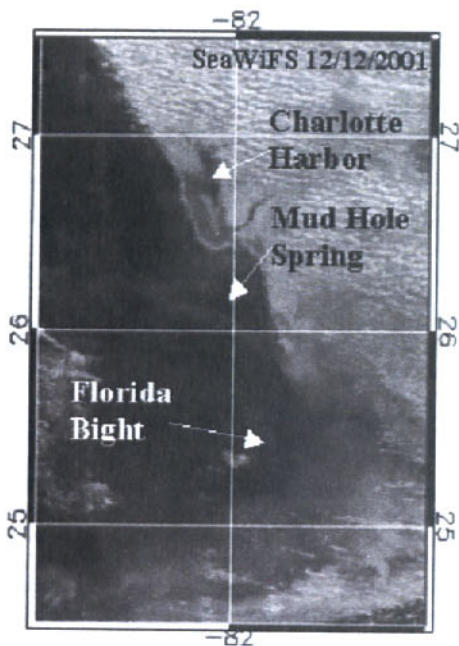 -82
SeaWiFS 12/12/2001
27
27
Charlotte
Harbor
Mud Hole
Spring
26
26
Florida
Bight
25
25
-82